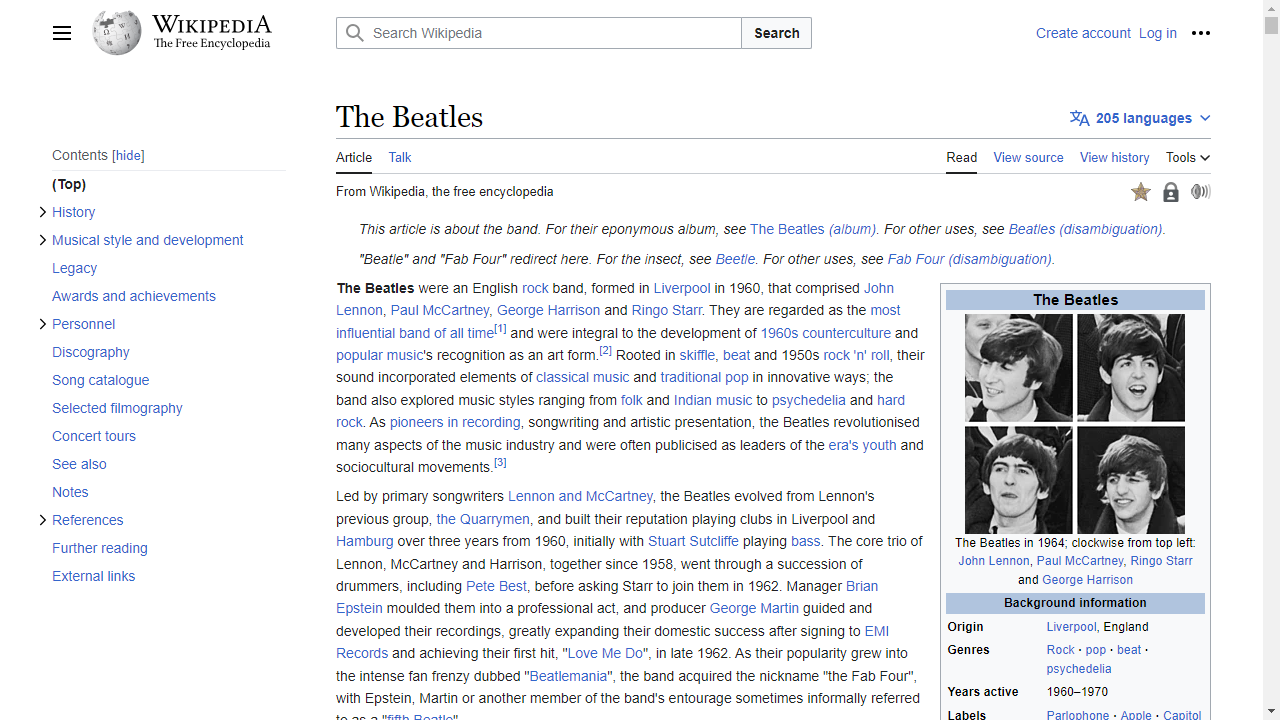 WIKIPEDIA
The Free Encyclopedia
Search Wikipedia
Search
Create account Log in
The Beatles
205 languages
Contents [hide]
(Top)
History
Musical style and development
Legacy
Awards and achievements
Personnel
Discography
Song catalogue
Selected filmography
Concert tours
See also
Notes
References
Further reading
External links
Article Talk
Read View source View history Tools
From Wikipedia, the free encyclopedia
This article is about the band. For their eponymous album, see The Beatles (album). For other uses, see Beatles (disambiguation).
"Beatle" and "Fab Four" redirect here. For the insect, see Beetle. For other uses, see Fab Four (disambiguation).
The Beatles were an English rock band, formed in Liverpool in 1960, that comprised John
Lennon, Paul McCartney, George Harrison and Ringo Starr. They are regarded as the most
influential band of all time[1] and were integral to the development of 1960s counterculture and
popular music's recognition as an art form.[2] Rooted in skiffle, beat and 1950s rock 'n' roll, their
sound incorporated elements of classical music and traditional pop in innovative ways; the
band also explored music styles ranging from folk and Indian music to psychedelia and hard
rock. As pioneers in recording, songwriting and artistic presentation, the Beatles revolutionised
many aspects of the music industry and were often publicised as leaders of the era's youth and
sociocultural movements.[3]
Led by primary songwriters Lennon and McCartney, the Beatles evolved from Lennon's
previous group, the Quarrymen, and built their reputation playing clubs in Liverpool and
Hamburg over three years from 1960, initially with Stuart Sutcliffe playing bass. The core trio of
Lennon, McCartney and Harrison, together since 1958, went through a succession of
drummers, including Pete Best, before asking Starr to join them in 1962. Manager Brian
Epstein moulded them into a professional act, and producer George Martin guided and
developed their recordings, greatly expanding their domestic success after signing to EMI
Records and achieving their first hit, "Love Me Do", in late 1962. As their popularity grew into
the intense fan frenzy dubbed "Beatlemania", the band acquired the nickname "the Fab Four",
with Epstein, Martin or another member of the band's entourage sometimes informally referred
to as a "fifth Beatle".
The Beatles
The Beatles in 1964; clockwise from top left:
John Lennon, Paul McCartney, Ringo Starr
and George Harrison
Background information
Origin Liverpool, England
Genres Rock · pop · beat ·
psychedelia
Years active 1960–1970
Labels Parlophone · Apple · Capitol